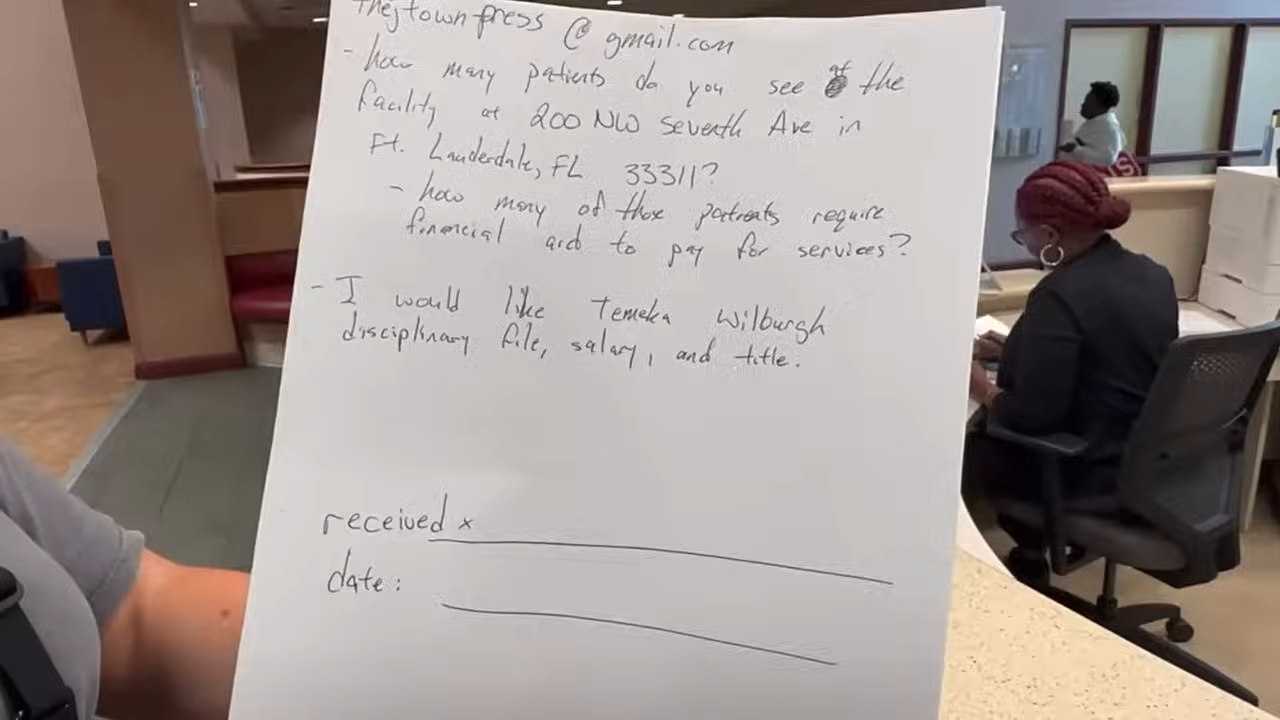 thejtownpress @ gmail.com
- how many patients do you see at the
facility at 200 NW Seventh Ave in
Ft. Lauderdale, FL 33311?
- how many of those patients require
financial aid to pay for services?
- I would like Temeka Wilburgh
disciplinary file, salary, and title.
received x
date: